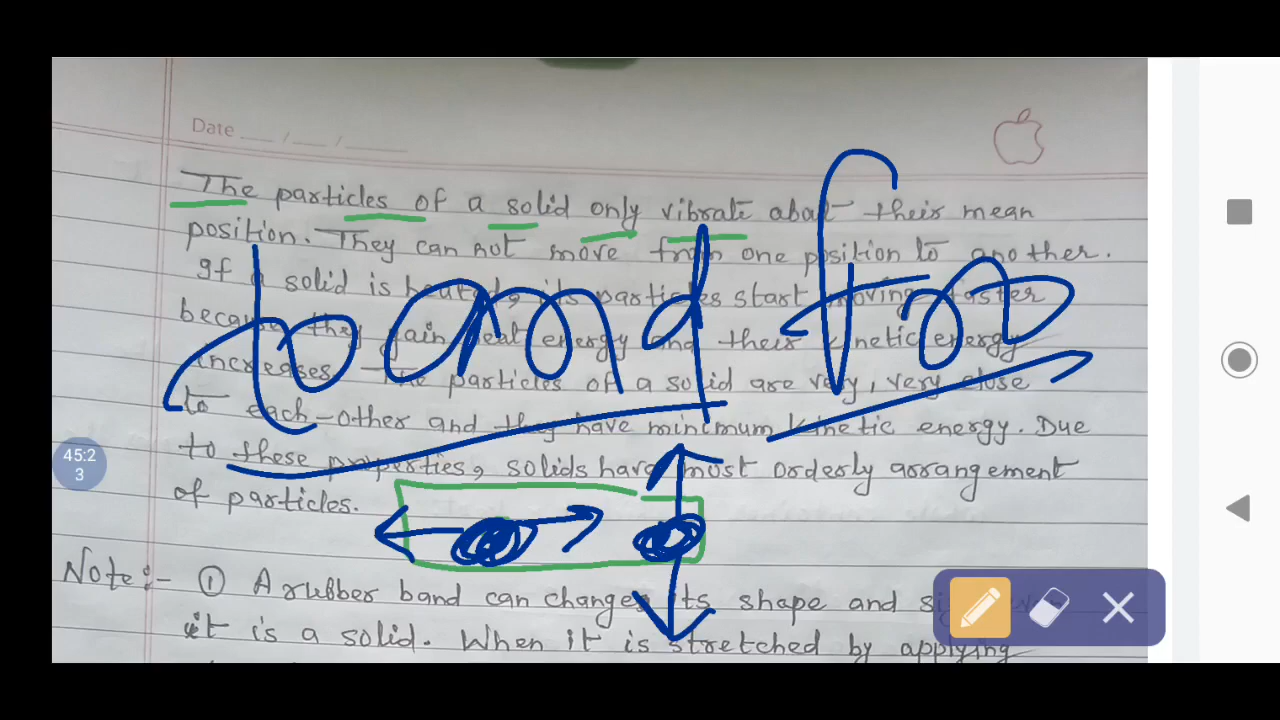 Date
The particles of a solid only vibrate about their mean
position. They can not move from one position to another.
If a solid is heated, its particles start moving faster
because they gain heat energy and their kinetic energy
increases. The particles of a solid are very, very close
to each-other and they have minimum kinetic energy. Due
to these properties, solids have most orderly arrangement
of particles.
to and fro
45:2
3
Note:- ① A rubber band can change its shape and
it is a solid. When it is stretched by applying